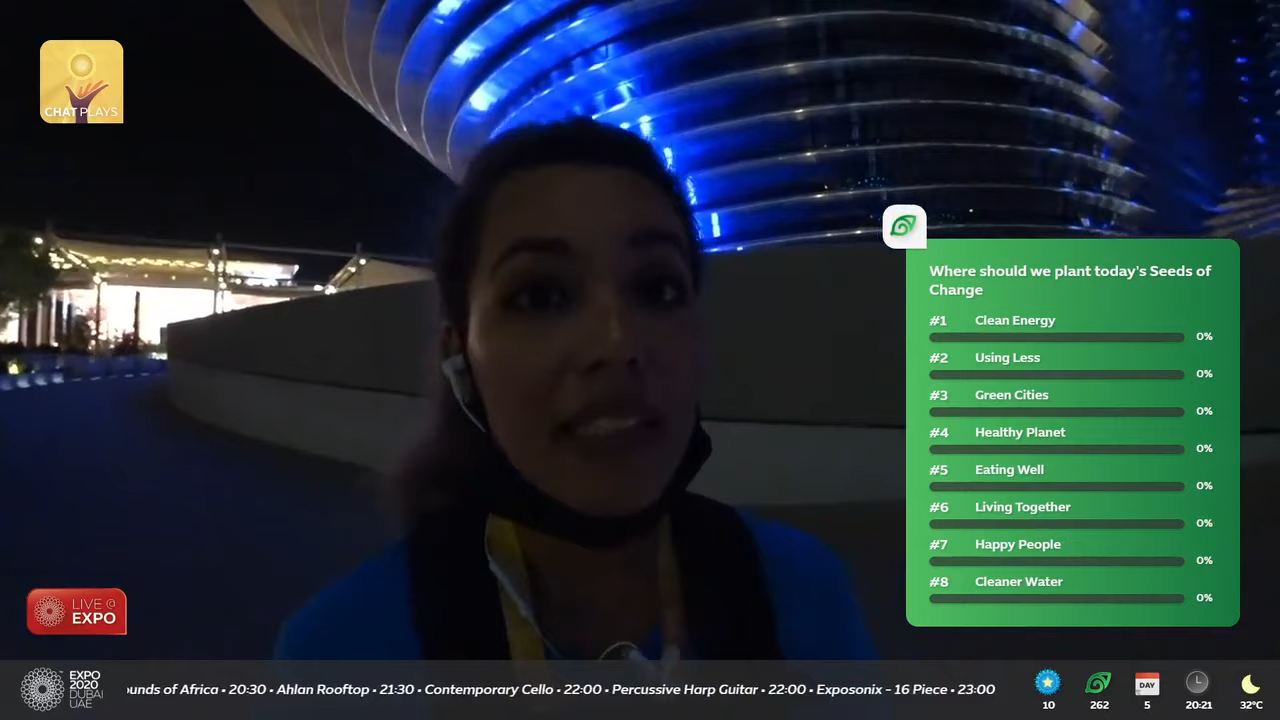 CHAT PLAYS
Where should we plant today's Seeds of
Change
#1 Clean Energy
0%
#2 Using Less
0%
#3 Green Cities
0%
#4 Healthy Planet
0%
#5 Eating Well
0%
#6 Living Together
0%
#7 Happy People
0%
#8 Cleaner Water
0%
LIVE @
EXPO
EXPO
2020
DUBAI
UAE
unds of Africa • 20:30 • Ahlan Rooftop • 21:30 • Contemporary Cello • 22:00 • Percussive Harp Guitar • 22:00 • Exposonix - 16 Piece • 23:00
DAY
10 262 5 20:21 32°C